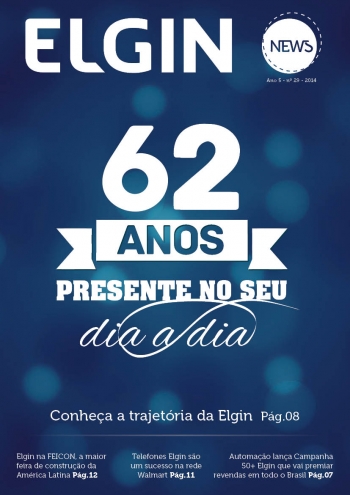 ELGIN
NEWS
Ano 5 - nº 29 - 2014
62
ANOS
PRESENTE NO SEU
dia a dia
Conheça a trajetória da Elgin Pág.08
Elgin na FEICON, a maior
feira de construção da
América Latina Pág.12
Telefones Elgin são
um sucesso na rede
Walmart Pág.11
Automação lança Campanha
50+ Elgin que vai premiar
revendas em todo o Brasil Pág.07